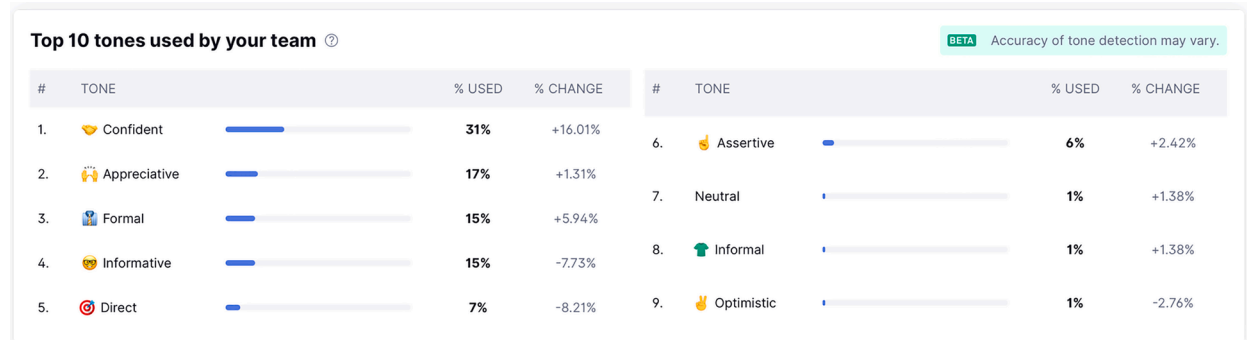 Top 10 tones used by your team
BETA Accuracy of tone detection may vary.
# TONE % USED % CHANGE
1. Confident 31% +16.01%
2. Appreciative 17% +1.31%
3. Formal 15% +5.94%
4. Informative 15% -7.73%
5. Direct 7% -8.21%
# TONE % USED % CHANGE
6. Assertive 6% +2.42%
7. Neutral 1% +1.38%
8. Informal 1% +1.38%
9. Optimistic 1% -2.76%